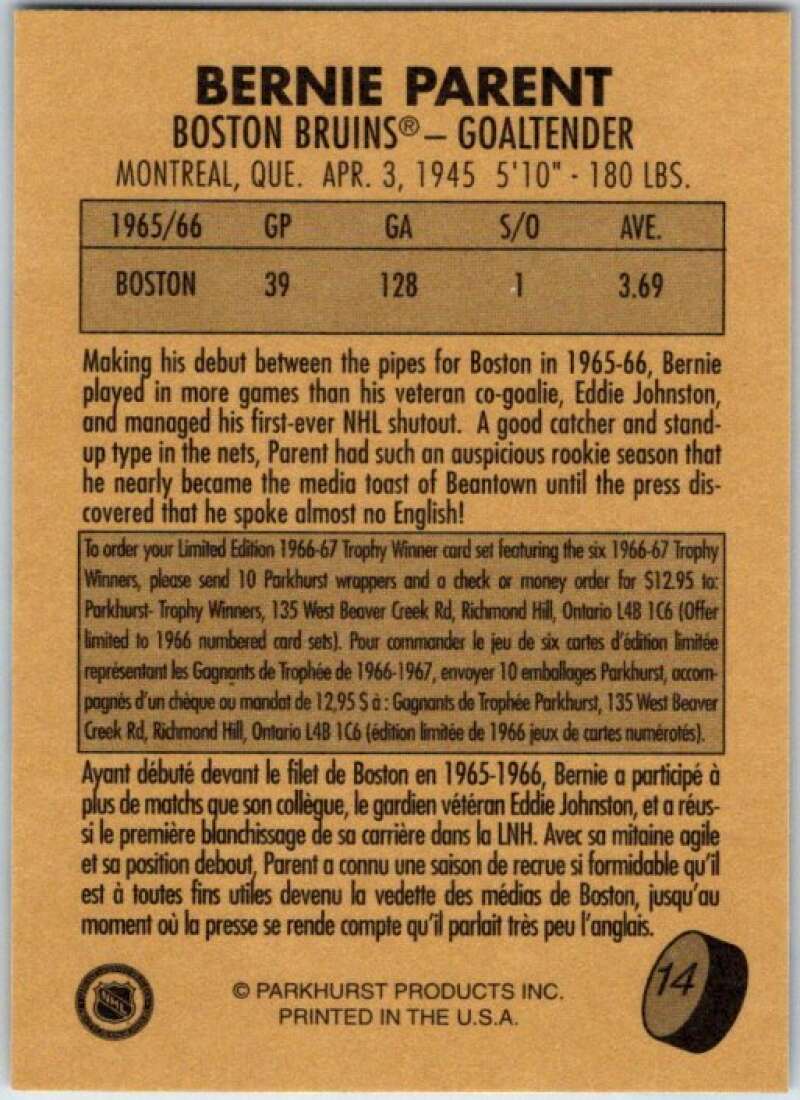 BERNIE PARENT
BOSTON BRUINS® – GOALTENDER
MONTREAL, QUE. APR. 3, 1945 5'10" - 180 LBS.
1965/66 GP GA S/O AVE.
BOSTON 39 128 1 3.69
Making his debut between the pipes for Boston in 1965-66, Bernie
played in more games than his veteran co-goalie, Eddie Johnston,
and managed his first-ever NHL shutout. A good catcher and stand-
up type in the nets, Parent had such an auspicious rookie season that
he nearly became the media toast of Beantown until the press dis-
covered that he spoke almost no English!
To order your Limited Edition 1966-67 Trophy Winner card set featuring the six 1966-67 Trophy
Winners, please send 10 Parkhurst wrappers and a check or money order for $12.95 to:
Parkhurst- Trophy Winners, 135 West Beaver Creek Rd, Richmond Hill, Ontario L4B 1C6 (Offer
limited to 1966 numbered card sets). Pour commander le jeu de six cartes d'édition limitée
représentant les Gagnants de Trophée de 1966-1967, envoyer 10 emballages Parkhurst, accom-
pagnés d'un chèque ou mandat de 12,95 $ à : Gagnants de Trophée Parkhurst, 135 West Beaver
Creek Rd, Richmond Hill, Ontario L4B 1C6 (édition limitée de 1966 jeux de cartes numérotés).
Ayant débuté devant le filet de Boston en 1965-1966, Bernie a participé à
plus de matchs que son collègue, le gardien vétéran Eddie Johnston, et a réus-
si le première blanchissage de sa carrière dans la LNH. Avec sa mitaine agile
et sa position debout, Parent a connu une saison de recrue si formidable qu'il
est à toutes fins utiles devenu la vedette des médias de Boston, jusqu'au
moment où la presse se rende compte qu'il parlait très peu l'anglais.
NHL
© PARKHURST PRODUCTS INC.
PRINTED IN THE U.S.A.
14